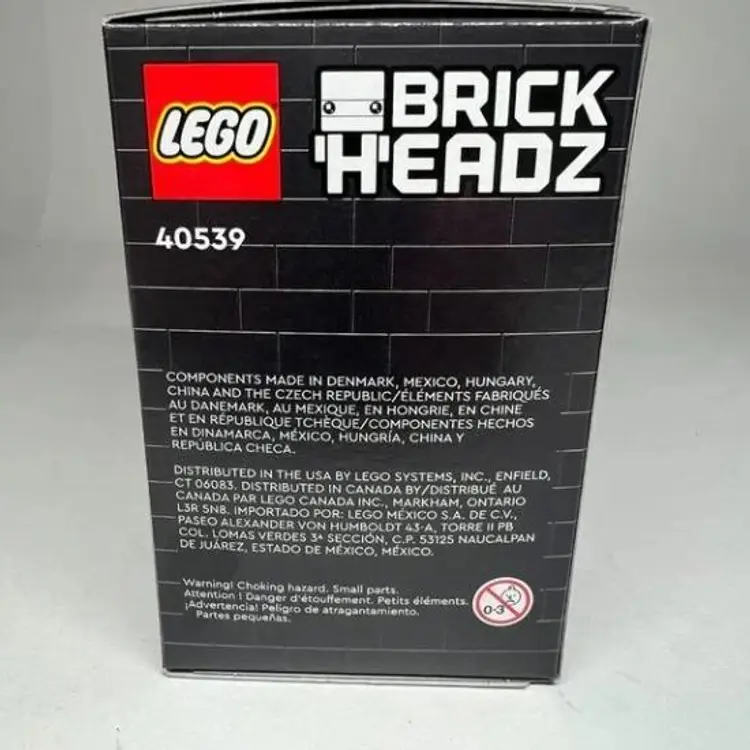 LEGO
BRICK
HEADZ
40539
COMPONENTS MADE IN DENMARK, MEXICO, HUNGARY,
CHINA AND THE CZECH REPUBLIC/ÉLÉMENTS FABRIQUÉS
AU DANEMARK, AU MEXIQUE, EN HONGRIE, EN CHINE
ET EN RÉPUBLIQUE TCHÈQUE/COMPONENTES HECHOS
EN DINAMARCA, MÉXICO, HUNGRÍA, CHINA Y
REPÚBLICA CHECA.
DISTRIBUTED IN THE USA BY LEGO SYSTEMS, INC., ENFIELD,
CT 06083. DISTRIBUTED IN CANADA BY/DISTRIBUÉ AU
CANADA PAR LEGO CANADA INC., MARKHAM, ONTARIO
L3R 5N8. IMPORTADO POR: LEGO MÉXICO S.A. DE C.V.,
PASEO ALEXANDER VON HUMBOLDT 43-A, TORRE II PB
COL. LOMAS VERDES 3ª SECCIÓN, C.P. 53125 NAUCALPAN
DE JUÁREZ, ESTADO DE MÉXICO, MÉXICO.
Warning! Choking hazard. Small parts.
Attention ! Danger d'étouffement. Petits éléments.
¡Advertencia! Peligro de atragantamiento.
Partes pequeñas.
0-3